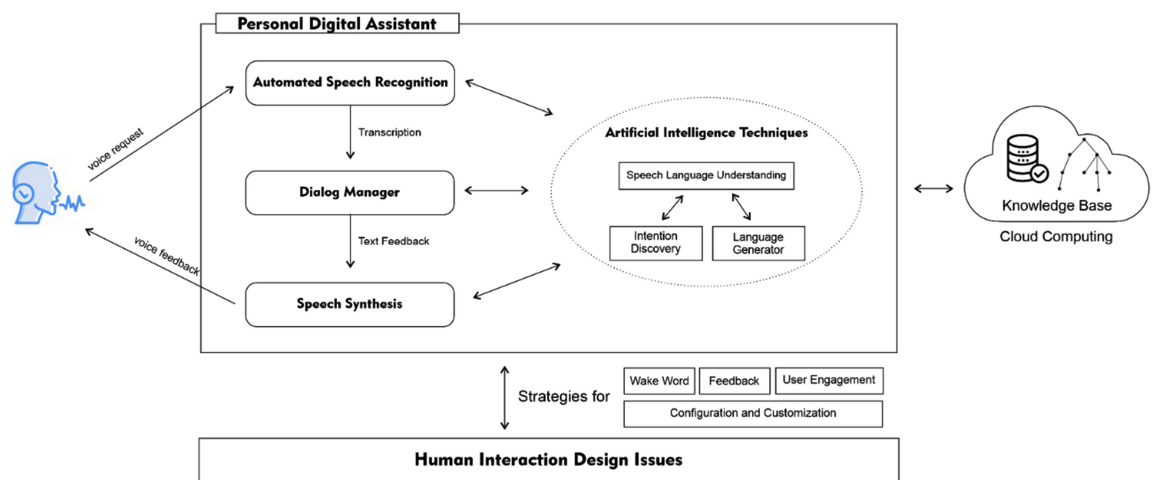 Personal Digital Assistant
Automated Speech Recognition
voice request
Transcription
Artificial Intelligence Techniques
Speech Language Understanding
Dialog Manager
Knowledge Base
Intention
Discovery
Language
Generator
Text Feedback
Cloud Computing
voice feedback
Speech Synthesis
Strategies for
Wake Word
Feedback
User Engagement
Configuration and Customization
Human Interaction Design Issues